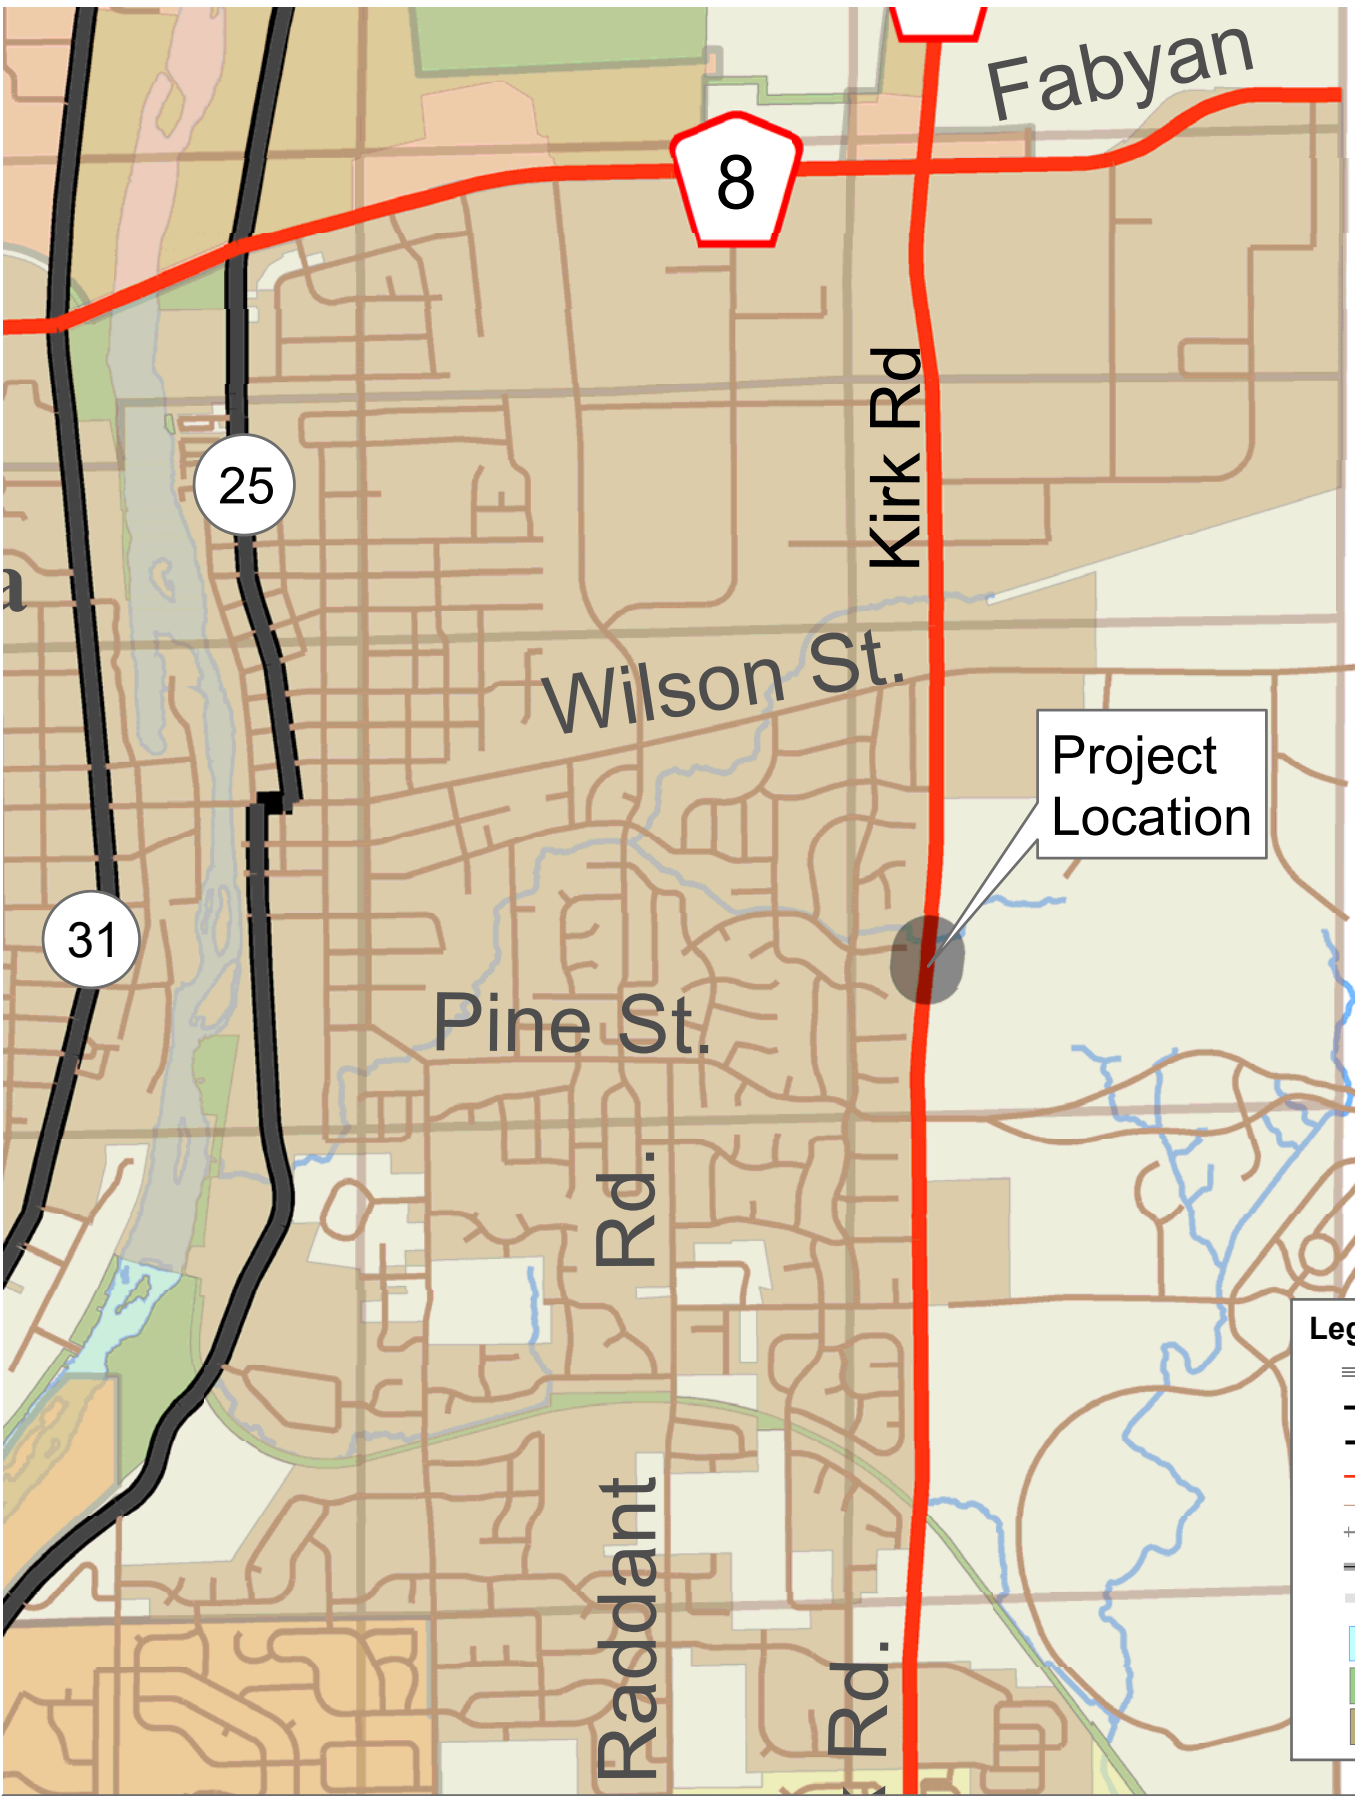 Fabyan
8
Kirk Rd
25
a
Wilson St.
Project
Location
31
Pine St.
Raddant Rd.
Leg
Rd.